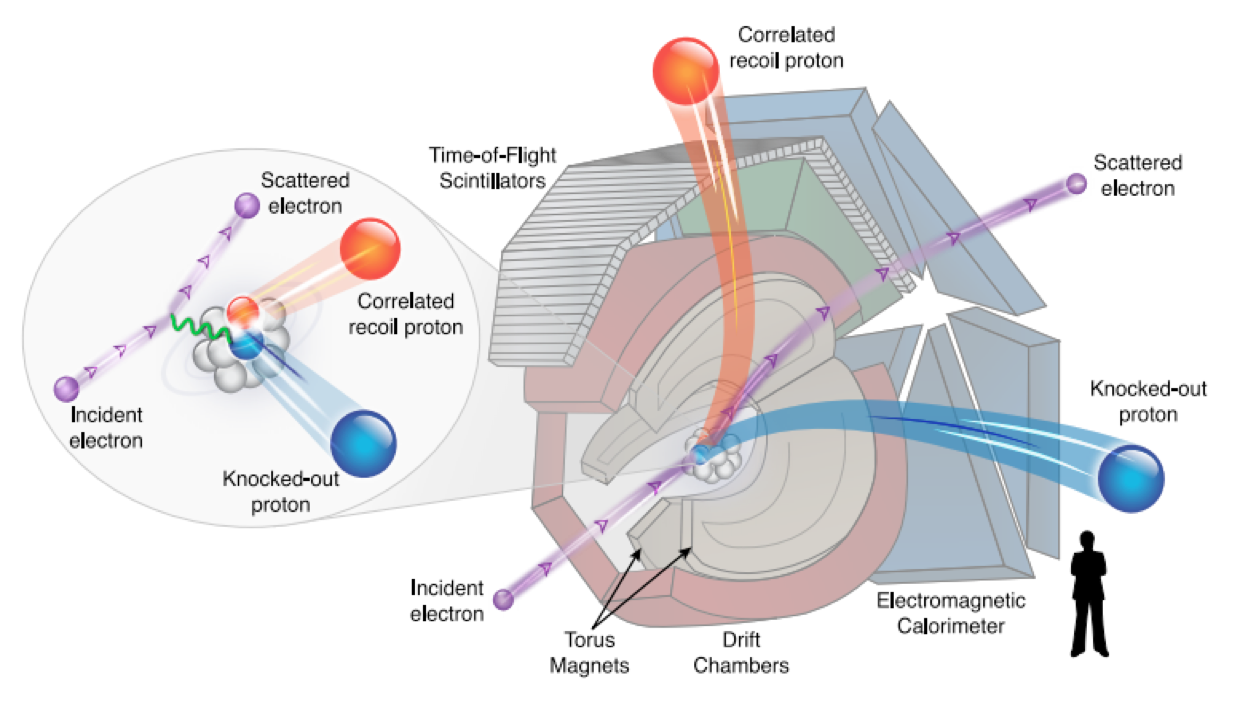 Correlated
recoil proton
Time-of-Flight
Scintillators
Scattered
electron
Scattered
electron
Correlated
recoil proton
Incident
electron
Knocked-out
proton
Knocked-out
proton
Incident
electron
Torus
Magnets
Drift
Chambers
Electromagnetic
Calorimeter